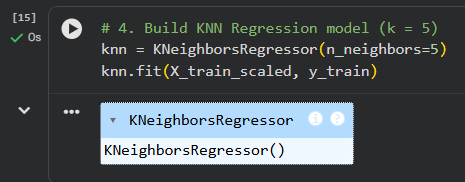 [15]
✓ 0s
# 4. Build KNN Regression model (k = 5)
knn = KNeighborsRegressor(n_neighbors=5)
knn.fit(X_train_scaled, y_train)
▾ KNeighborsRegressor i ?
KNeighborsRegressor()